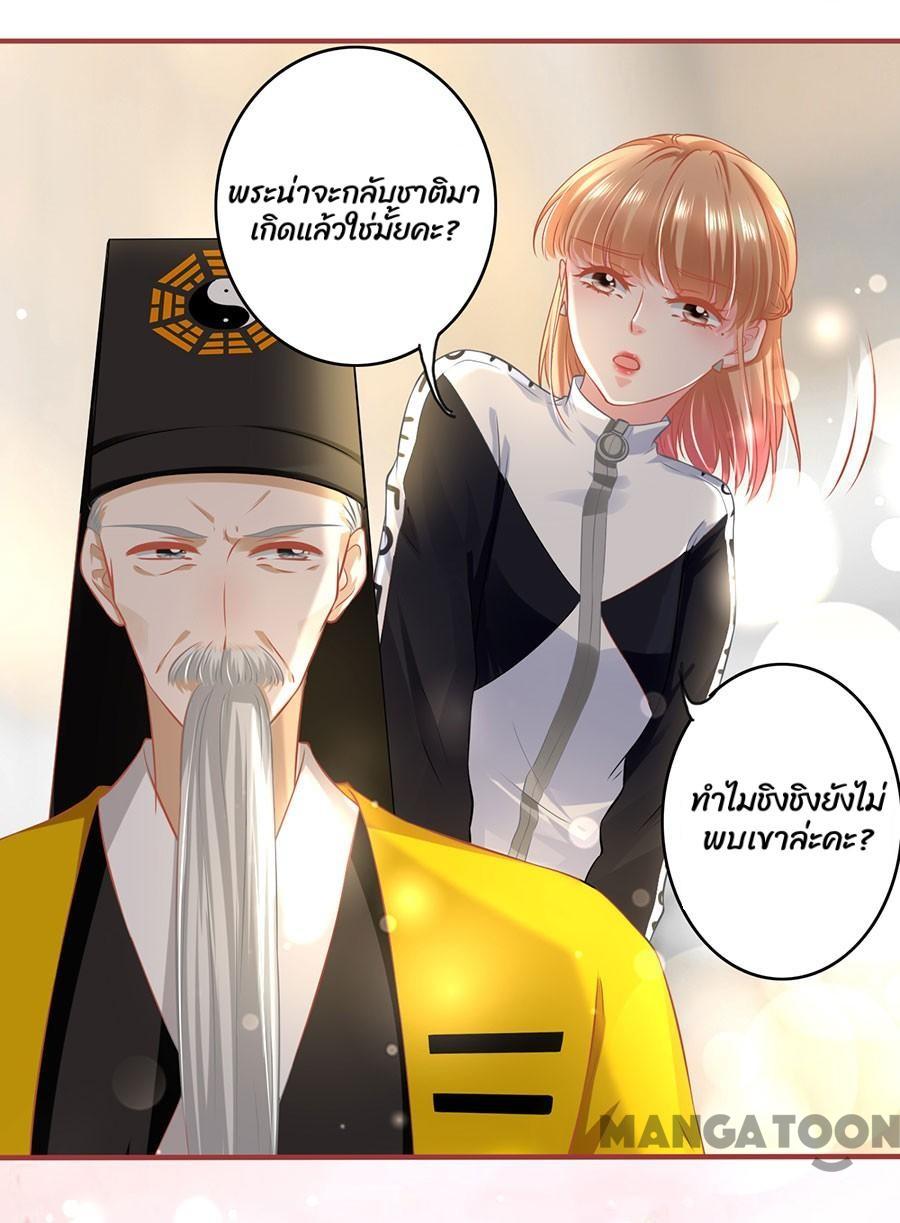 พระน่าจะกลับชาติมา
เกิดแล้วใช่มั้ยคะ?
ทำไมชิงชิงยังไม่
พบเขาล่ะคะ?
MANGATOON